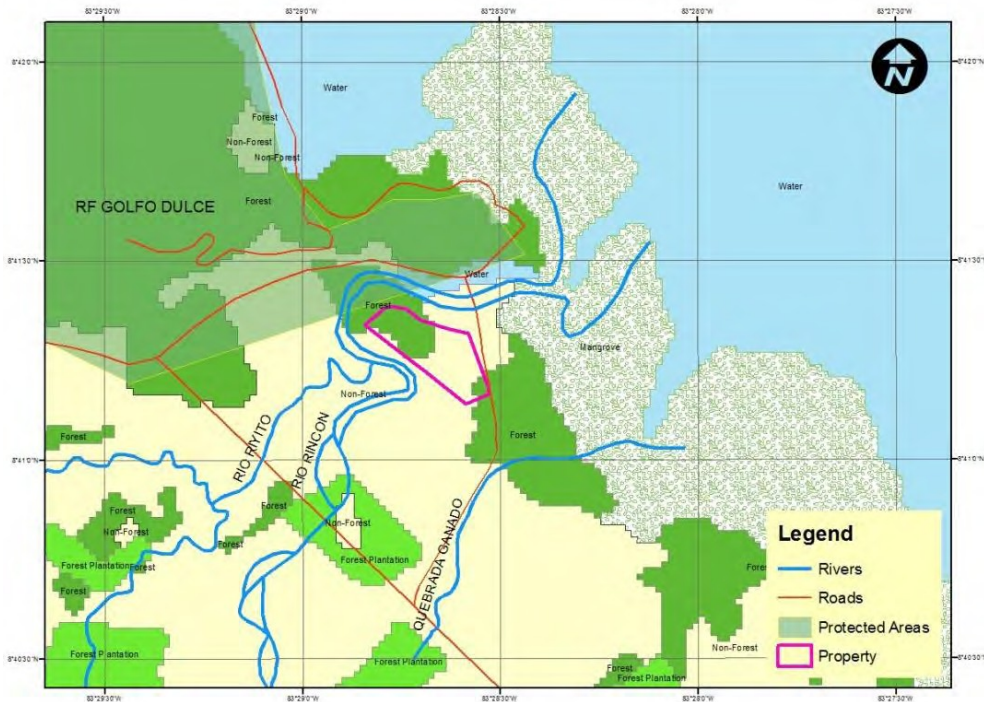 83°29'30"W
83°29'0"W
83°28'30"W
83°28'0"W
83°27'30"W
8°42'0"N
8°42'0"N
N
Water
Forest
Non-Forest
Non-Forest
Water
RF GOLFO DULCE
Forest
8°41'30"N
8°41'30"N
Water
Forest
Mangrove
Non-Forest
RIO RIYITO
RIO RINCON
Forest
Forest
8°41'0"N
8°41'0"N
QUEBRADA GANADO
Forest
Forest
Non-Forest
Non-Forest
Forest
Forest Plantation
Forest
Forest Plantation
Forest
Legend
Rivers
Roads
Protected Areas
Property
Non-Forest
8°40'30"N
8°40'30"N
Forest Plantation
Forest Plantation
Forest
Forest Plantation
83°29'30"W
83°29'0"W
83°28'30"W
83°28'0"W
83°27'30"W